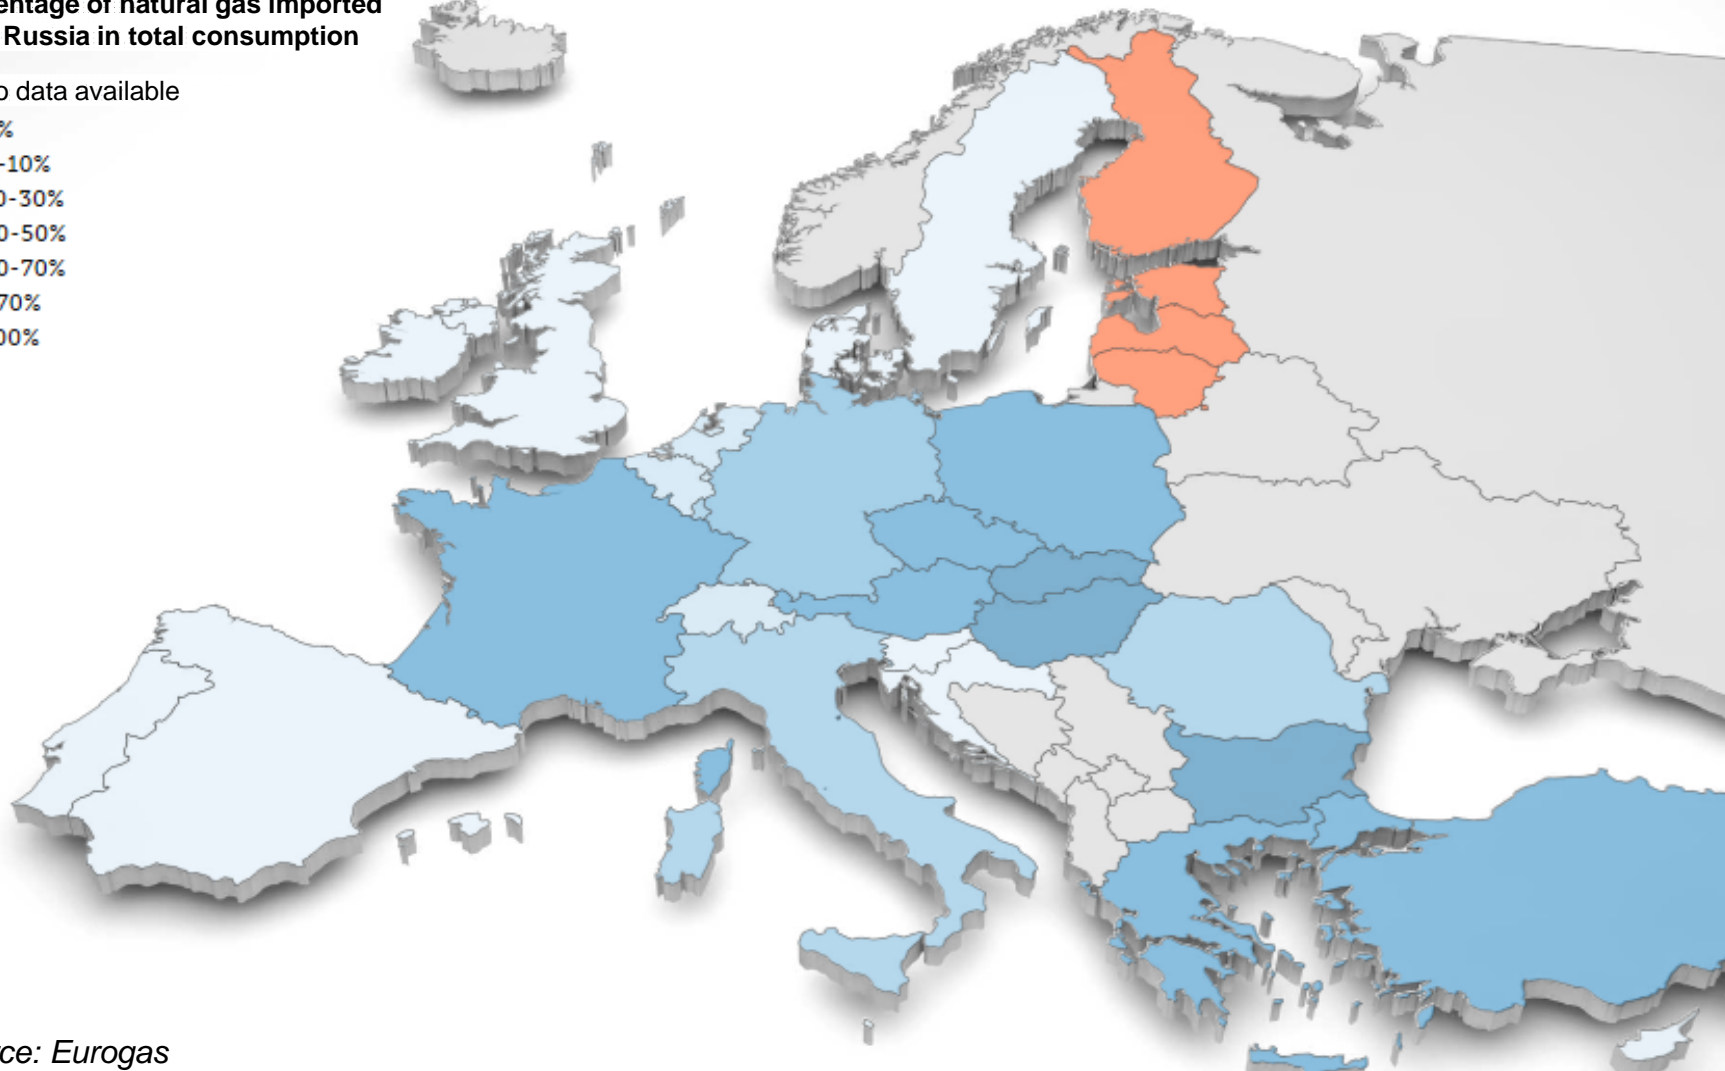 entage of natural gas imported
Russia in total consumption
o data available
%
-10%
0-30%
0-50%
0-70%
70%
00%
rce: Eurogas